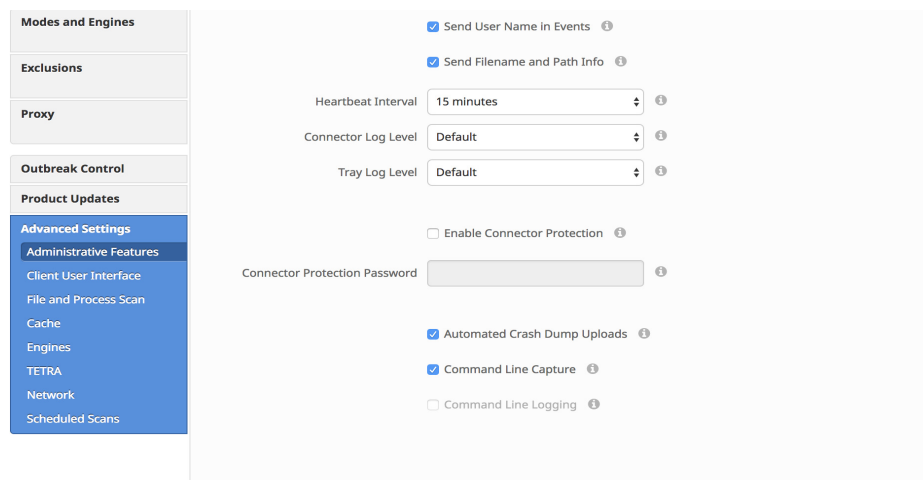 Modes and Engines
Exclusions
Proxy
Outbreak Control
Product Updates
Advanced Settings
Administrative Features
Client User Interface
File and Process Scan
Cache
Engines
TETRA
Network
Scheduled Scans
Send User Name in Events
Send Filename and Path Info
Heartbeat Interval 15 minutes
Connector Log Level Default
Tray Log Level Default
Enable Connector Protection
Connector Protection Password
Automated Crash Dump Uploads
Command Line Capture
Command Line Logging